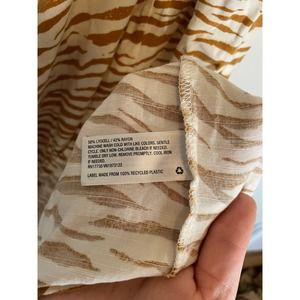 58% LYOCELL / 42% RAYON
MACHINE WASH COLD WITH LIKE COLORS, GENTLE
CYCLE. ONLY NON-CHLORINE BLEACH IF NEEDED.
TUMBLE DRY LOW. REMOVE PROMPTLY. COOL IRON
IF NEEDED.
LABEL MADE FROM 100% RECYCLED PLASTIC